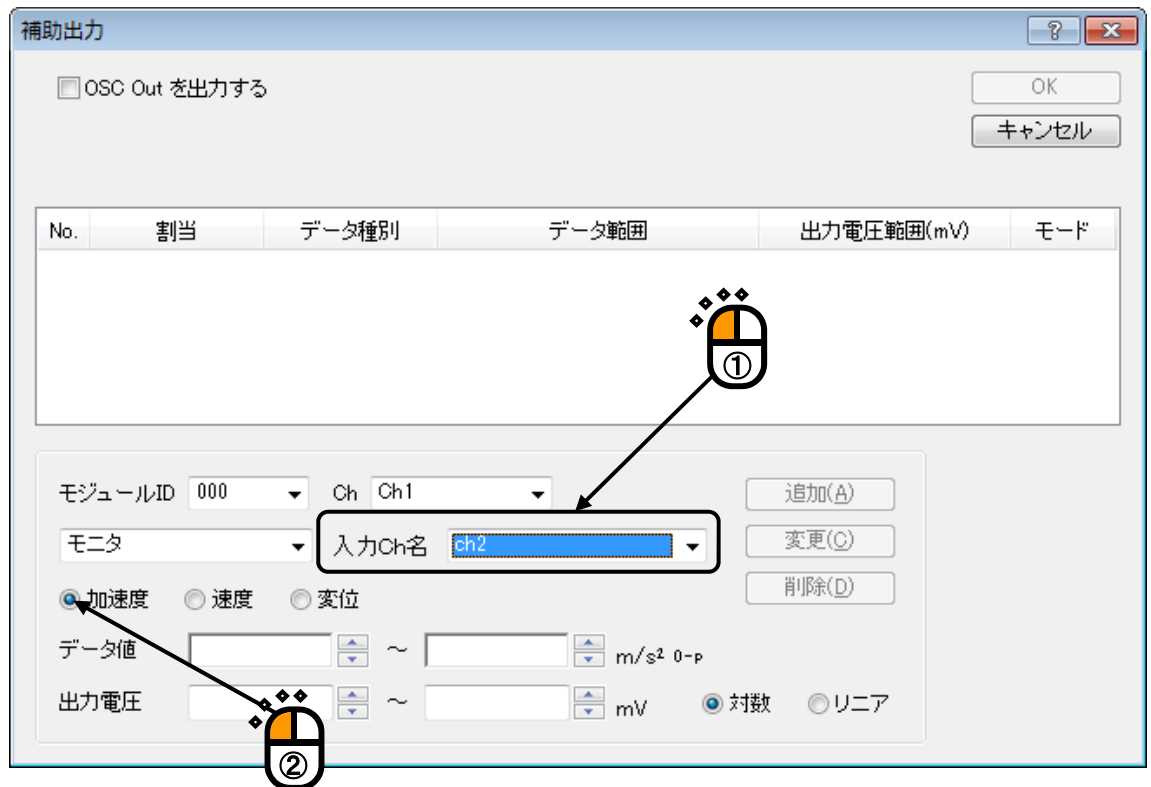 補助出力
OSC Out を出力する
OK
キャンセル
No. 割当 データ種別 データ範囲 出力電圧範囲(mV) モード
①
モジュールID 000 Ch Ch1 追加(A)
モニタ 入力Ch名 ch2 変更(C)
削除(D)
加速度 速度 変位
データ値 ～ m/s² 0-p
出力電圧 ～ mV 対数 リニア
②